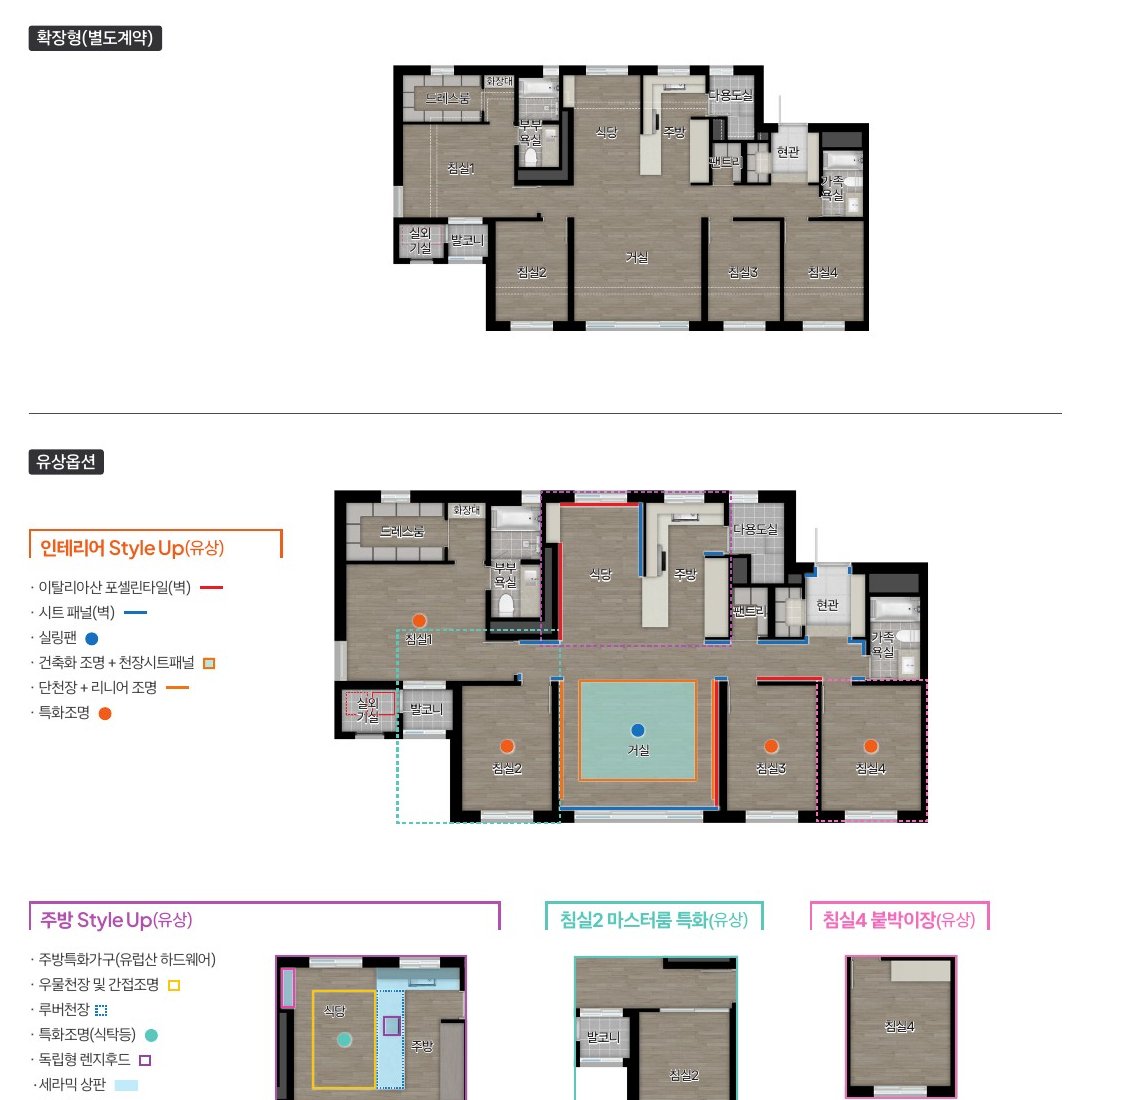 확장형(별도계약)
드레스룸
화장대
부부
욕실
식당
주방
다용도실
팬트리
현관
가족
욕실
침실1
실외
기실
발코니
침실2
거실
침실3
침실4
유상옵션
인테리어 Style Up(유상)
· 이탈리아산 포셀린타일(벽)
· 시트 패널(벽)
· 실링팬
· 건축화 조명 + 천장시트패널
· 단천장 + 리니어 조명
· 특화조명
드레스룸
화장대
부부
욕실
식당
주방
다용도실
팬트리
현관
가족
욕실
침실1
실외
기실
발코니
침실2
거실
침실3
침실4
주방 Style Up(유상)
· 주방특화가구(유럽산 하드웨어)
· 우물천장 및 간접조명
· 루버천장
· 특화조명(식탁등)
· 독립형 렌지후드
· 세라믹 상판
식당
주방
침실2 마스터룸 특화(유상)
발코니
침실2
침실4 붙박이장(유상)
침실4